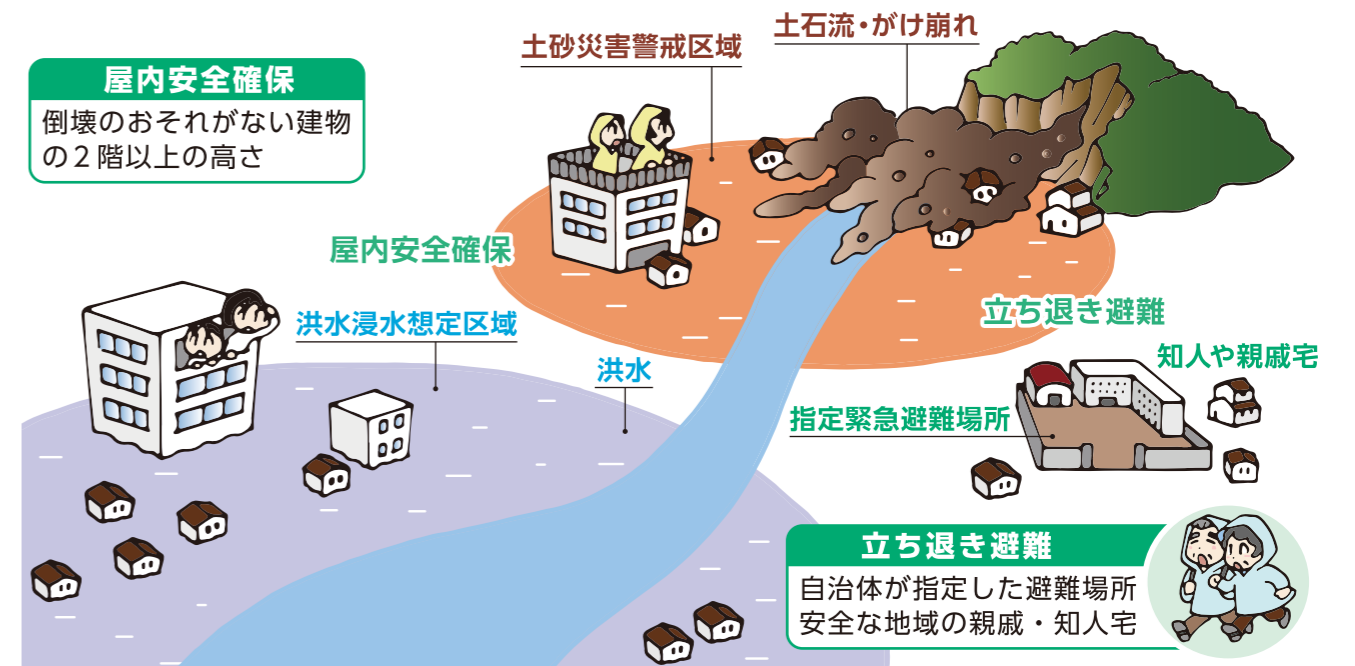 土石流・がけ崩れ
土砂災害警戒区域
屋内安全確保
倒壊のおそれがない建物
の２階以上の高さ
屋内安全確保
立ち退き避難
洪水浸水想定区域
知人や親戚宅
洪水
指定緊急避難場所
立ち退き避難
自治体が指定した避難場所
安全な地域の親戚・知人宅